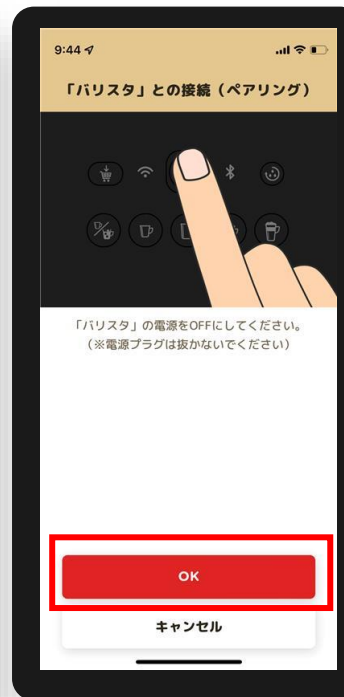 9:44
「バリスタ」との接続（ペアリング）
「バリスタ」の電源をOFFにしてください。
（※電源プラグは抜かないでください）
OK
キャンセル